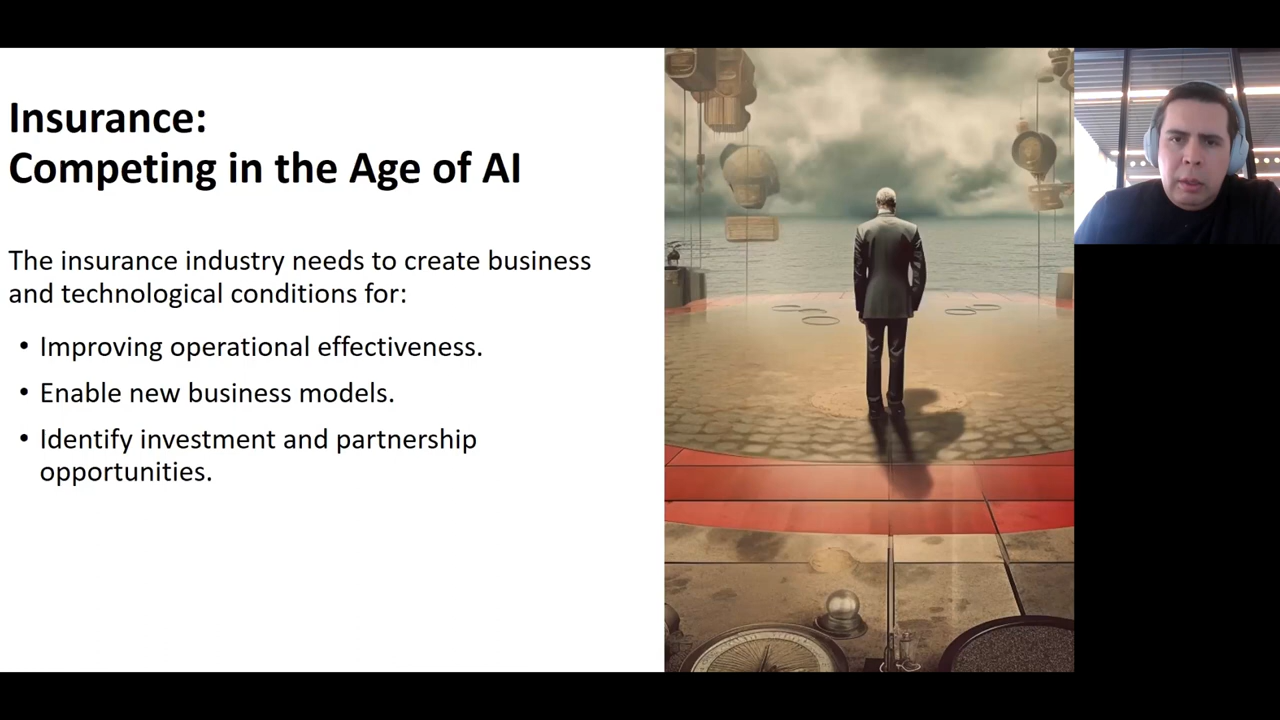 Insurance:
Competing in the Age of AI
The insurance industry needs to create business
and technological conditions for:
• Improving operational effectiveness.
• Enable new business models.
• Identify investment and partnership
opportunities.